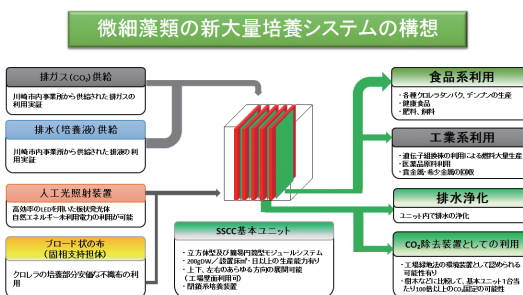 微細藻類の新大量培養システムの構想
排ガス(CO₂)供給
川崎市内事業所から供給された排ガスの
利用実証
排水(培養液)供給
川崎市内事業所から供給された排液の利
用実証
人工光照射装置
高効率のLEDを用いた板状発光体
自然エネルギー本利用電力の利用が可能
ブロード状の布
(固相支持担体)
クロレラの培養部分安価な不織布の利
用
SSCC基本ユニット
・立方体型及び簡易円筒型モジュールシステム
・200gDW/設置床㎡・日以上の生産能力有り
・上下、左右のあらゆる方向の展開可能
(工場壁面利用可)
・閉鎖系培養装置
食品系利用
・各種クロレラタンパク、デンプンの生産
・健康食品
・肥料、飼料
工業系利用
・遺伝子組換体の利用による燃料大量生産
・医薬品原料利用
・貴金属・希少金属の回収
排水浄化
ユニット内で排水の浄化
CO₂除去装置としての利用
・工場緑地法の環境装置として認められる
可能性有り
・樹木などに比較して、基本ユニット1台当
たり100倍以上のCO₂固定の可能性